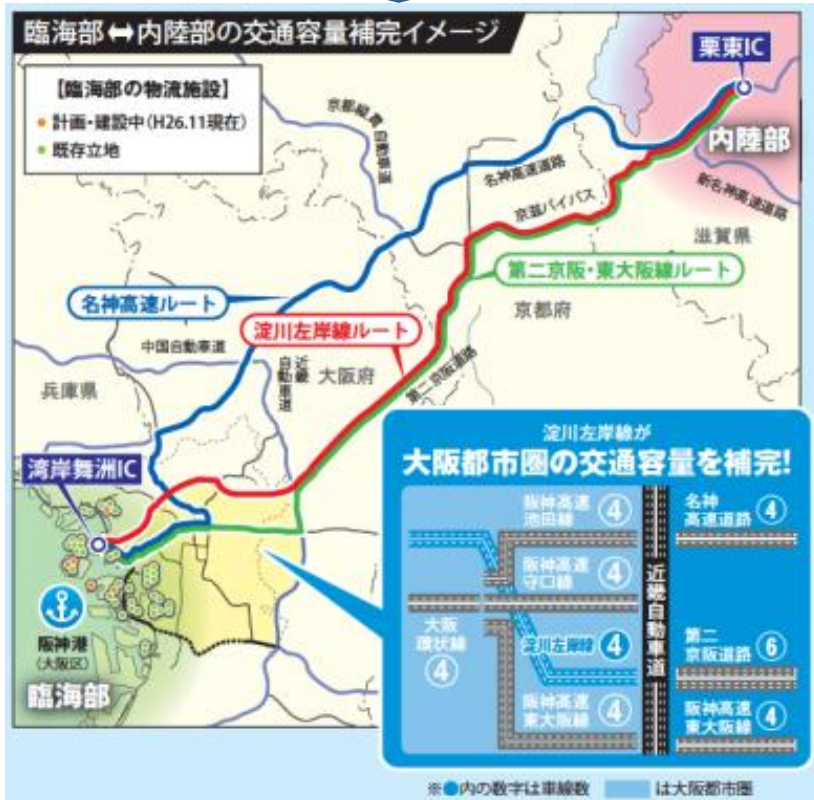 臨海部⬌内陸部の交通容量補完イメージ
【臨海部の物流施設】
● 計画・建設中(H26.11現在)
● 既存立地
栗東IC
内陸部
京都縦貫自動車道
名神高速道路
京滋バイパス
新名神高速道路
滋賀県
第二京阪・東大阪線ルート
京都府
名神高速ルート
淀川左岸線ルート
中国自動車道
近畿
自動車道
大阪府
第二京阪道路
兵庫県
湾岸舞洲IC
阪神港
(大阪区)
臨海部
淀川左岸線が
大阪都市圏の交通容量を補完!
阪神高速
池田線 ④
名神
高速道路 ④
阪神高速
守口線 ④
近畿自動車道
大阪
環状線
④
淀川左岸線 ④
第二
京阪道路 ⑥
阪神高速
東大阪線 ④
阪神高速
東大阪線 ④
※●内の数字は車線数 は大阪都市圏